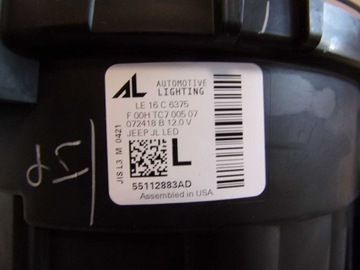 AL AUTOMOTIVE
LIGHTING
LE 16 C 6375
F 00H TC7 005 07
072418 B 12.0 V
JEEP JL LED
JIS L3 M 0421
L
55112883AD
Assembled in USA